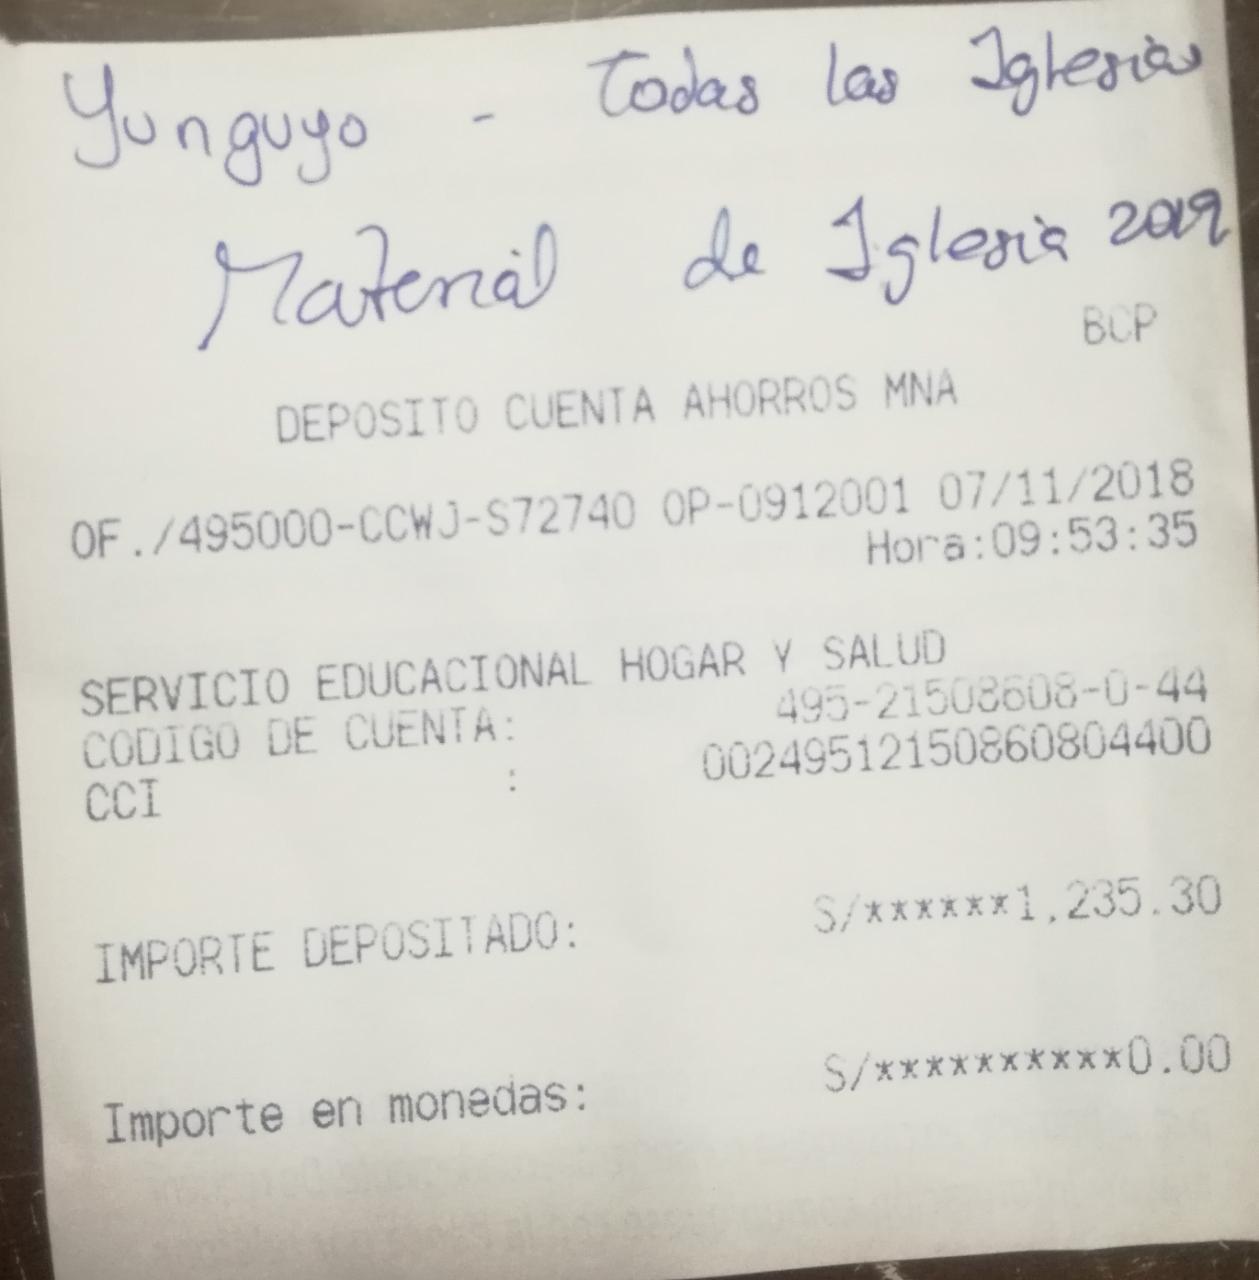 Yunguyo - Todas las Iglesias
Material de Iglesia 2019
BCP
DEPOSITO CUENTA AHORROS MNA
OF./495000-CCWJ-S72740 OP-0912001 07/11/2018
Hora:09:53:35
SERVICIO EDUCACIONAL HOGAR Y SALUD
CODIGO DE CUENTA: 495-21508608-0-44
CCI : 00249512150860804400
IMPORTE DEPOSITADO: S/******1,235.30
Importe en monedas: S/**********0.00